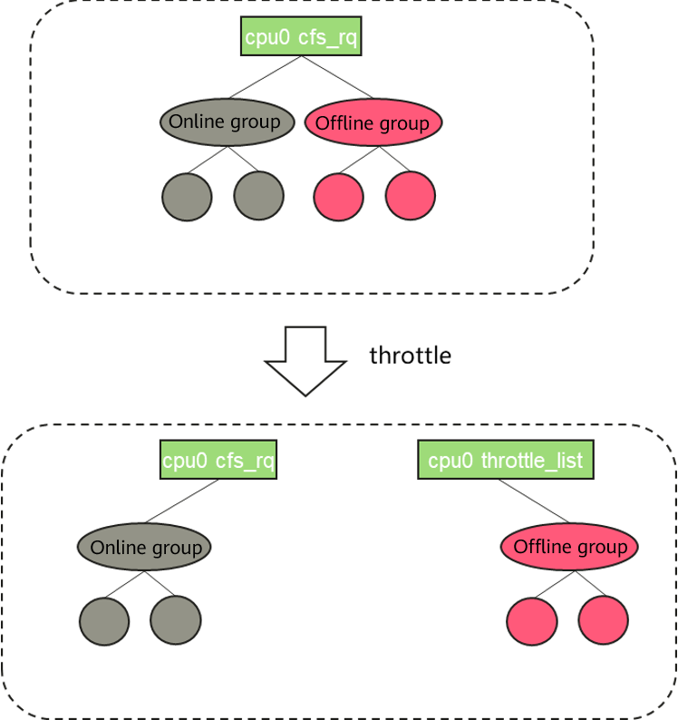 cpu0 cfs_rq
Online group
Offline group
throttle
cpu0 cfs_rq
cpu0 throttle_list
Online group
Offline group